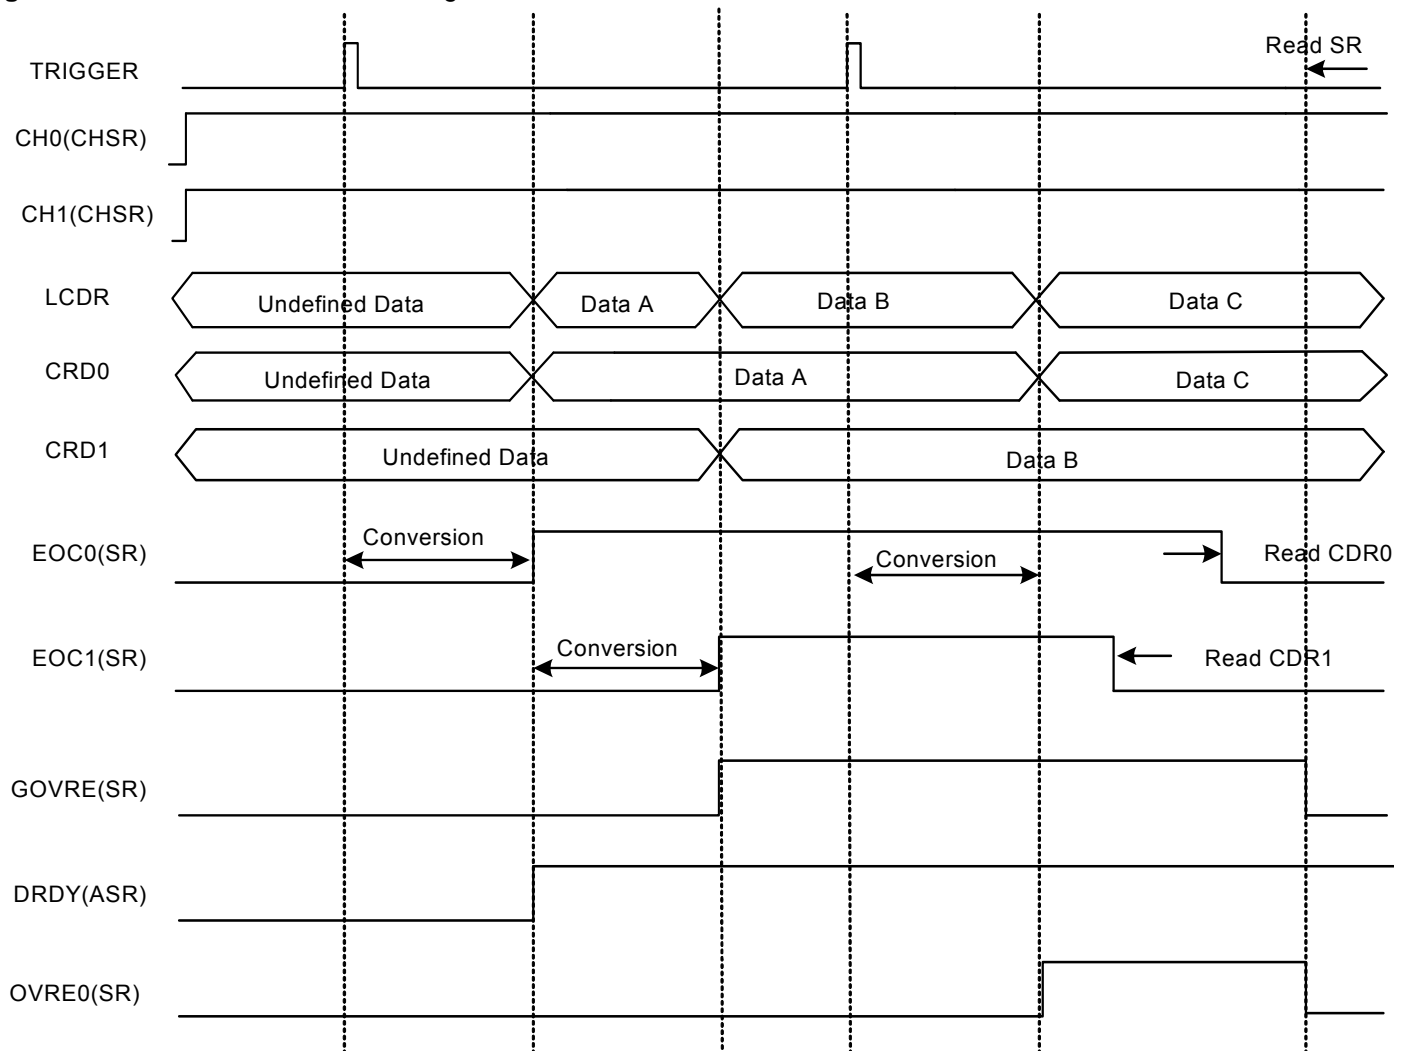 Read SR
TRIGGER
CH0(CHSR)
CH1(CHSR)
LCDR
Undefined Data
Data A
Data B
Data C
CRD0
Undefined Data
Data A
Data C
CRD1
Undefined Data
Data B
EOC0(SR)
Conversion
Conversion
Read CDR0
EOC1(SR)
Conversion
Read CDR1
GOVRE(SR)
DRDY(ASR)
OVRE0(SR)